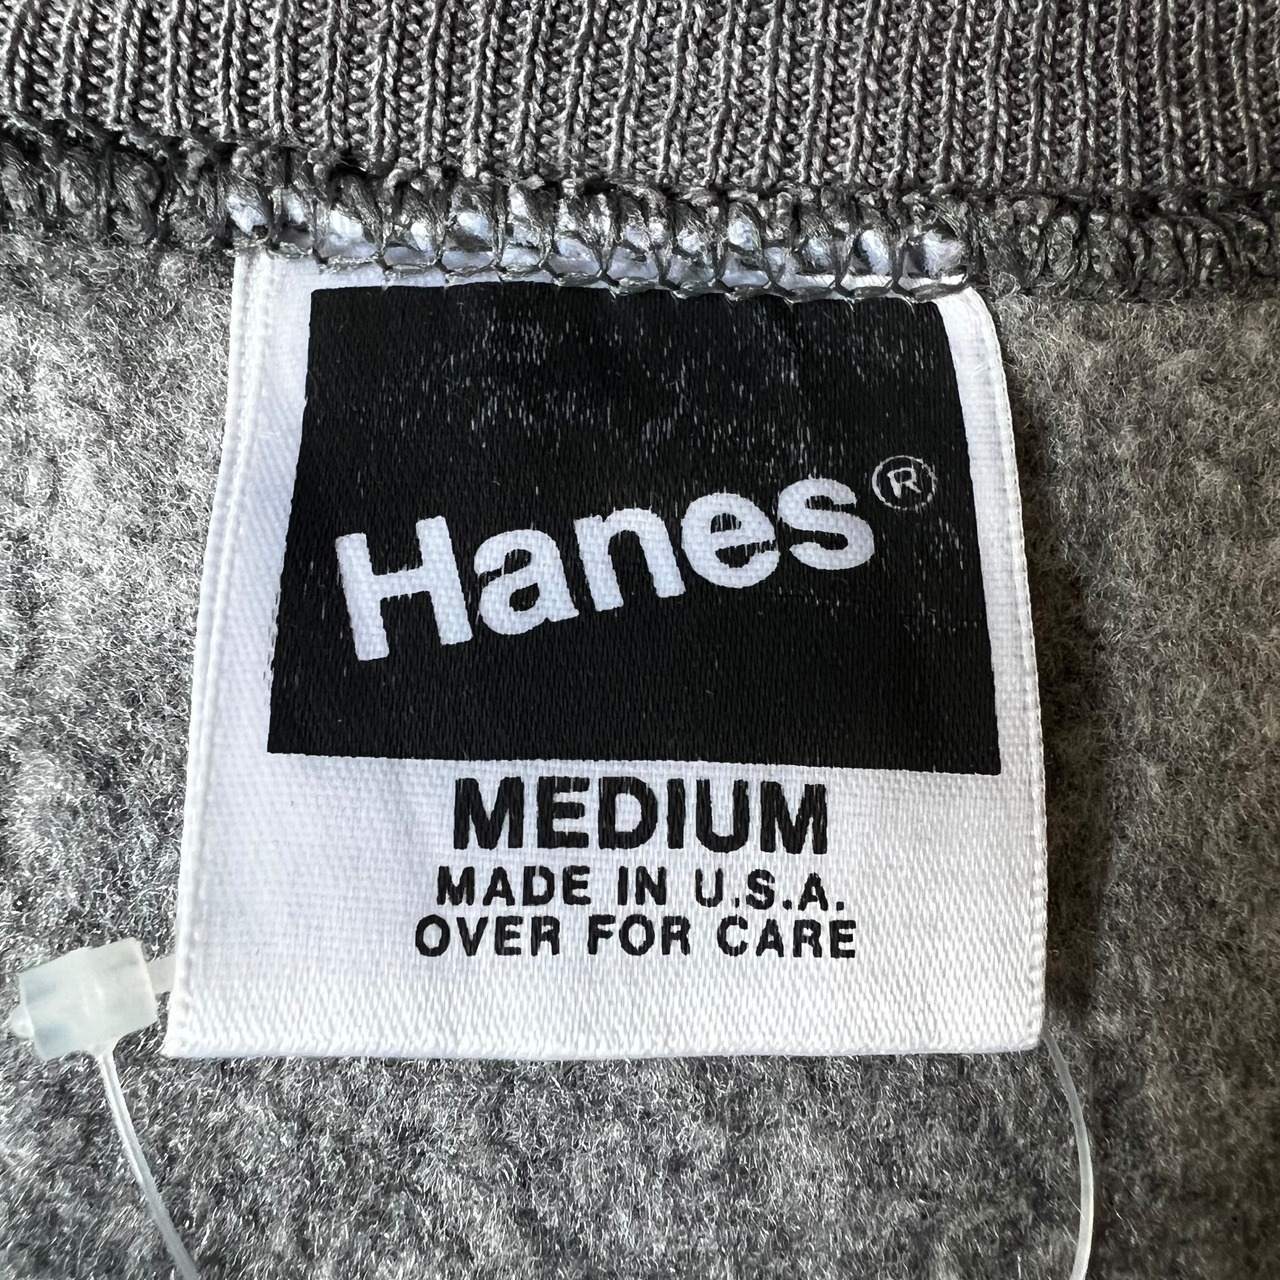 Hanes®
MEDIUM
MADE IN U.S.A.
OVER FOR CARE